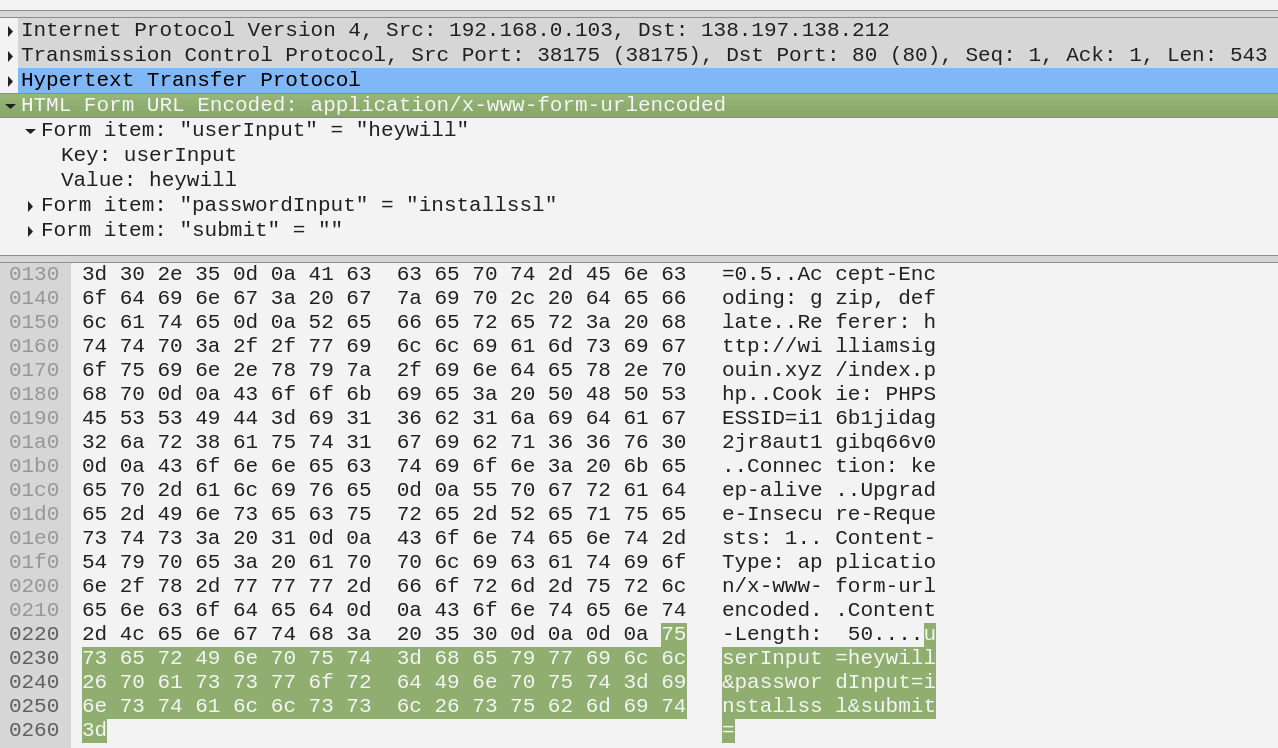 Internet Protocol Version 4, Src: 192.168.0.103, Dst: 138.197.138.212
Transmission Control Protocol, Src Port: 38175 (38175), Dst Port: 80 (80), Seq: 1, Ack: 1, Len: 543
Hypertext Transfer Protocol
HTML Form URL Encoded: application/x-www-form-urlencoded
Form item: "userInput" = "heywill"
Key: userInput
Value: heywill
Form item: "passwordInput" = "installssl"
Form item: "submit" = ""
0130 3d 30 2e 35 0d 0a 41 63 63 65 70 74 2d 45 6e 63 =0.5..Ac cept-Enc
0140 6f 64 69 6e 67 3a 20 67 7a 69 70 2c 20 64 65 66 oding: g zip, def
0150 6c 61 74 65 0d 0a 52 65 66 65 72 65 72 3a 20 68 late..Re ferer: h
0160 74 74 70 3a 2f 2f 77 69 6c 6c 69 61 6d 73 69 67 ttp://wi lliamsig
0170 6f 75 69 6e 2e 78 79 7a 2f 69 6e 64 65 78 2e 70 ouin.xyz /index.p
0180 68 70 0d 0a 43 6f 6f 6b 69 65 3a 20 50 48 50 53 hp..Cook ie: PHPS
0190 45 53 53 49 44 3d 69 31 36 62 31 6a 69 64 61 67 ESSID=i1 6b1jidag
01a0 32 6a 72 38 61 75 74 31 67 69 62 71 36 36 76 30 2jr8aut1 gibq66v0
01b0 0d 0a 43 6f 6e 6e 65 63 74 69 6f 6e 3a 20 6b 65 ..Connec tion: ke
01c0 65 70 2d 61 6c 69 76 65 0d 0a 55 70 67 72 61 64 ep-alive ..Upgrad
01d0 65 2d 49 6e 73 65 63 75 72 65 2d 52 65 71 75 65 e-Insecu re-Reque
01e0 73 74 73 3a 20 31 0d 0a 43 6f 6e 74 65 6e 74 2d sts: 1.. Content-
01f0 54 79 70 65 3a 20 61 70 70 6c 69 63 61 74 69 6f Type: ap plicatio
0200 6e 2f 78 2d 77 77 77 2d 66 6f 72 6d 2d 75 72 6c n/x-www- form-url
0210 65 6e 63 6f 64 65 64 0d 0a 43 6f 6e 74 65 6e 74 encoded. .Content
0220 2d 4c 65 6e 67 74 68 3a 20 35 30 0d 0a 0d 0a 75 -Length: 50....u
0230 73 65 72 49 6e 70 75 74 3d 68 65 79 77 69 6c 6c serInput =heywill
0240 26 70 61 73 73 77 6f 72 64 49 6e 70 75 74 3d 69 &passwor dInput=i
0250 6e 73 74 61 6c 6c 73 73 6c 26 73 75 62 6d 69 74 nstallss l&submit
0260 3d =